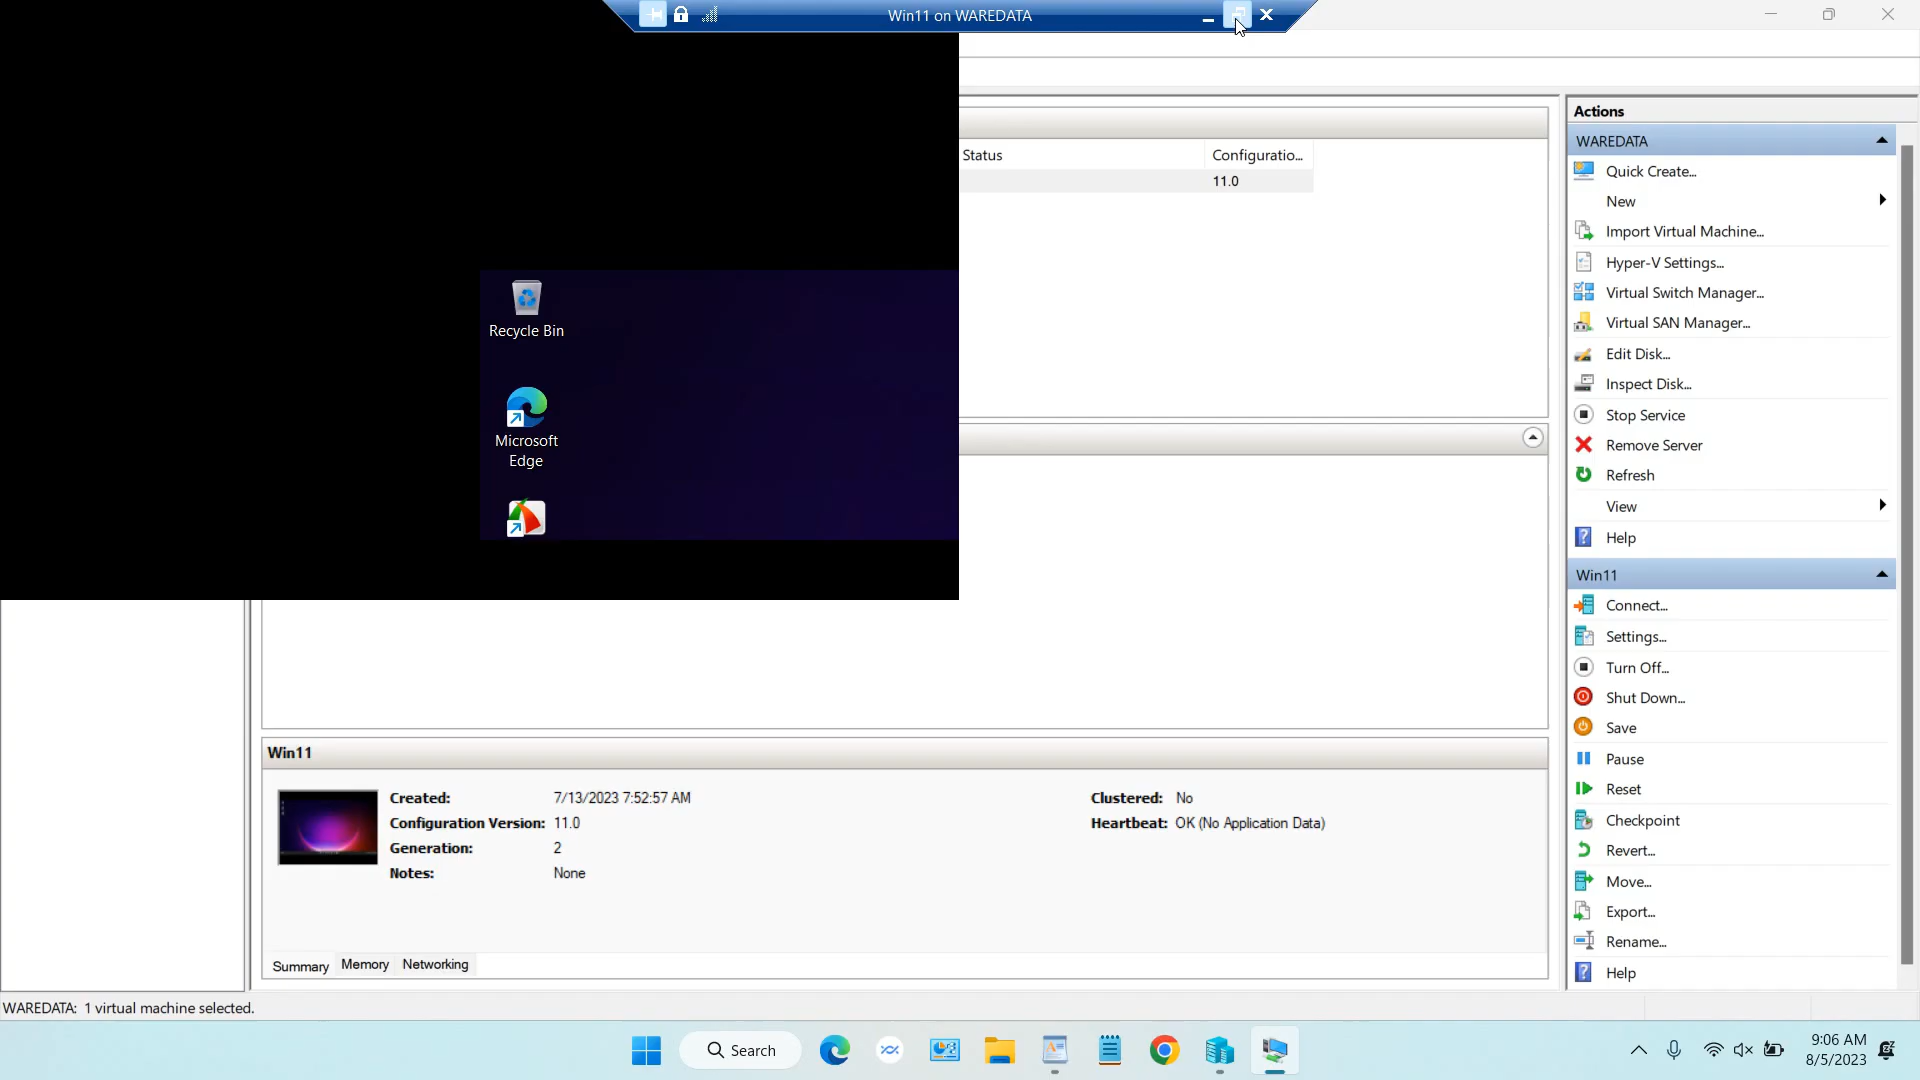 Win11 on WAREDATA
Status
Configuratio...
11.0
Recycle Bin
Microsoft
Edge
Actions
WAREDATA
Quick Create...
New
Import Virtual Machine...
Hyper-V Settings...
Virtual Switch Manager...
Virtual SAN Manager...
Edit Disk...
Inspect Disk...
Stop Service
Remove Server
Refresh
View
Help
Win11
Connect...
Settings...
Turn Off...
Shut Down...
Save
Pause
Reset
Checkpoint
Revert...
Move...
Export...
Rename...
Help
Win11
Created: 7/13/2023 7:52:57 AM
Configuration Version: 11.0
Generation: 2
Notes: None
Clustered: No
Heartbeat: OK (No Application Data)
Summary Memory Networking
WAREDATA: 1 virtual machine selected.
Search
9:06 AM
8/5/2023